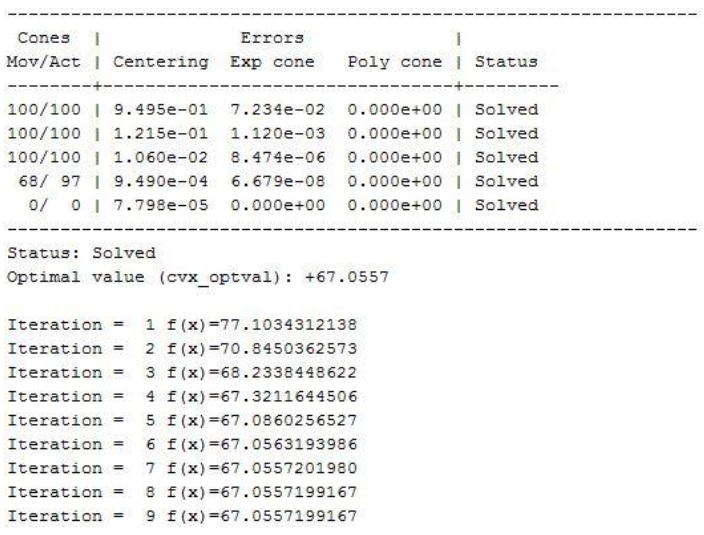 -----------------------------------------------------------------
 Cones  |             Errors              |
Mov/Act | Centering  Exp cone   Poly cone | Status
--------+---------------------------------+---------
100/100 | 9.495e-01  7.234e-02  0.000e+00 | Solved
100/100 | 1.215e-01  1.120e-03  0.000e+00 | Solved
100/100 | 1.060e-02  8.474e-06  0.000e+00 | Solved
 68/ 97 | 9.490e-04  6.679e-08  0.000e+00 | Solved
  0/  0 | 7.798e-05  0.000e+00  0.000e+00 | Solved
-----------------------------------------------------------------
Status: Solved
Optimal value (cvx_optval): +67.0557

Iteration =  1 f(x)=77.1034312138
Iteration =  2 f(x)=70.8450362573
Iteration =  3 f(x)=68.2338448622
Iteration =  4 f(x)=67.3211644506
Iteration =  5 f(x)=67.0860256527
Iteration =  6 f(x)=67.0563193986
Iteration =  7 f(x)=67.0557201980
Iteration =  8 f(x)=67.0557199167
Iteration =  9 f(x)=67.0557199167